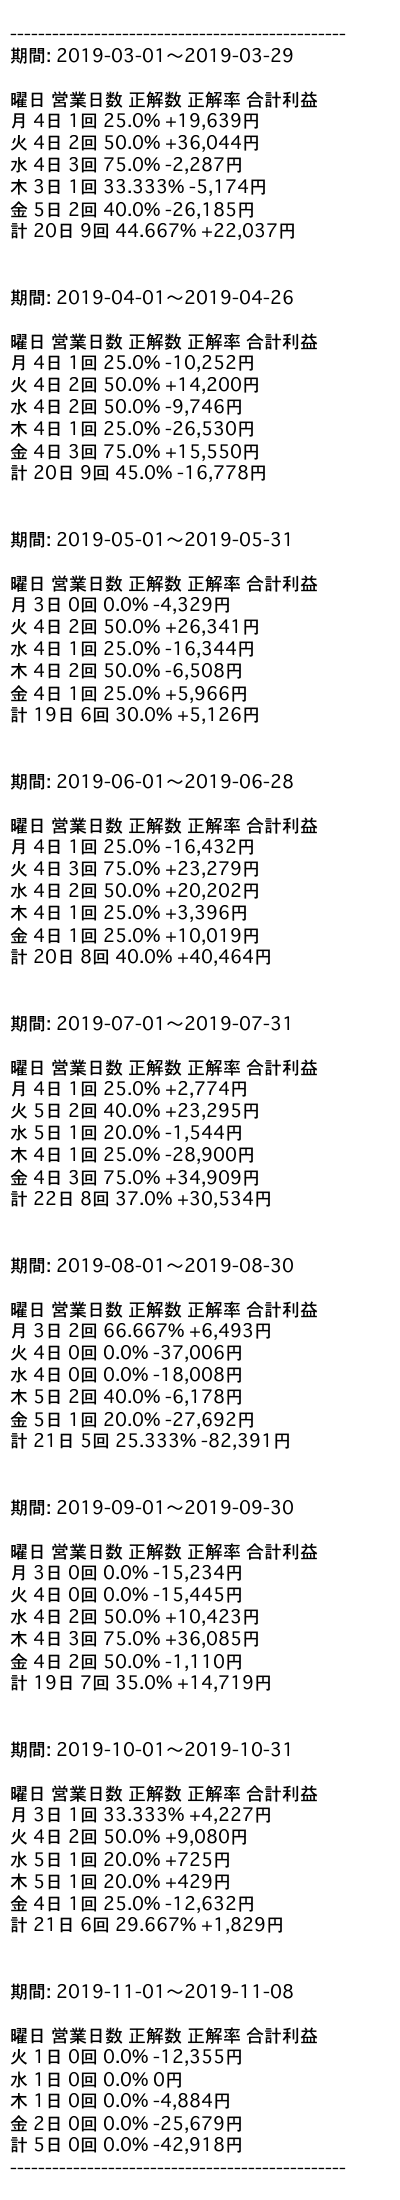 ------------------------------------------------
期間: 2019-03-01〜2019-03-29
曜日 営業日数 正解数 正解率 合計利益
月 4日 1回 25.0% +19,639円
火 4日 2回 50.0% +36,044円
水 4日 3回 75.0% -2,287円
木 3日 1回 33.333% -5,174円
金 5日 2回 40.0% -26,185円
計 20日 9回 44.667% +22,037円
期間: 2019-04-01〜2019-04-26
曜日 営業日数 正解数 正解率 合計利益
月 4日 1回 25.0% -10,252円
火 4日 2回 50.0% +14,200円
水 4日 2回 50.0% -9,746円
木 4日 1回 25.0% -26,530円
金 4日 3回 75.0% +15,550円
計 20日 9回 45.0% -16,778円
期間: 2019-05-01〜2019-05-31
曜日 営業日数 正解数 正解率 合計利益
月 3日 0回 0.0% -4,329円
火 4日 2回 50.0% +26,341円
水 4日 1回 25.0% -16,344円
木 4日 2回 50.0% -6,508円
金 4日 1回 25.0% +5,966円
計 19日 6回 30.0% +5,126円
期間: 2019-06-01〜2019-06-28
曜日 営業日数 正解数 正解率 合計利益
月 4日 1回 25.0% -16,432円
火 4日 3回 75.0% +23,279円
水 4日 2回 50.0% +20,202円
木 4日 1回 25.0% +3,396円
金 4日 1回 25.0% +10,019円
計 20日 8回 40.0% +40,464円
期間: 2019-07-01〜2019-07-31
曜日 営業日数 正解数 正解率 合計利益
月 4日 1回 25.0% +2,774円
火 5日 2回 40.0% +23,295円
水 5日 1回 20.0% -1,544円
木 4日 1回 25.0% -28,900円
金 4日 3回 75.0% +34,909円
計 22日 8回 37.0% +30,534円
期間: 2019-08-01〜2019-08-30
曜日 営業日数 正解数 正解率 合計利益
月 3日 2回 66.667% +6,493円
火 4日 0回 0.0% -37,006円
水 4日 0回 0.0% -18,008円
木 5日 2回 40.0% -6,178円
金 5日 1回 20.0% -27,692円
計 21日 5回 25.333% -82,391円
期間: 2019-09-01〜2019-09-30
曜日 営業日数 正解数 正解率 合計利益
月 3日 0回 0.0% -15,234円
火 4日 0回 0.0% -15,445円
水 4日 2回 50.0% +10,423円
木 4日 3回 75.0% +36,085円
金 4日 2回 50.0% -1,110円
計 19日 7回 35.0% +14,719円
期間: 2019-10-01〜2019-10-31
曜日 営業日数 正解数 正解率 合計利益
月 3日 1回 33.333% +4,227円
火 4日 2回 50.0% +9,080円
水 5日 1回 20.0% +725円
木 5日 1回 20.0% +429円
金 4日 1回 25.0% -12,632円
計 21日 6回 29.667% +1,829円
期間: 2019-11-01〜2019-11-08
曜日 営業日数 正解数 正解率 合計利益
火 1日 0回 0.0% -12,355円
水 1日 0回 0.0% 0円
木 1日 0回 0.0% -4,884円
金 2日 0回 0.0% -25,679円
計 5日 0回 0.0% -42,918円
------------------------------------------------